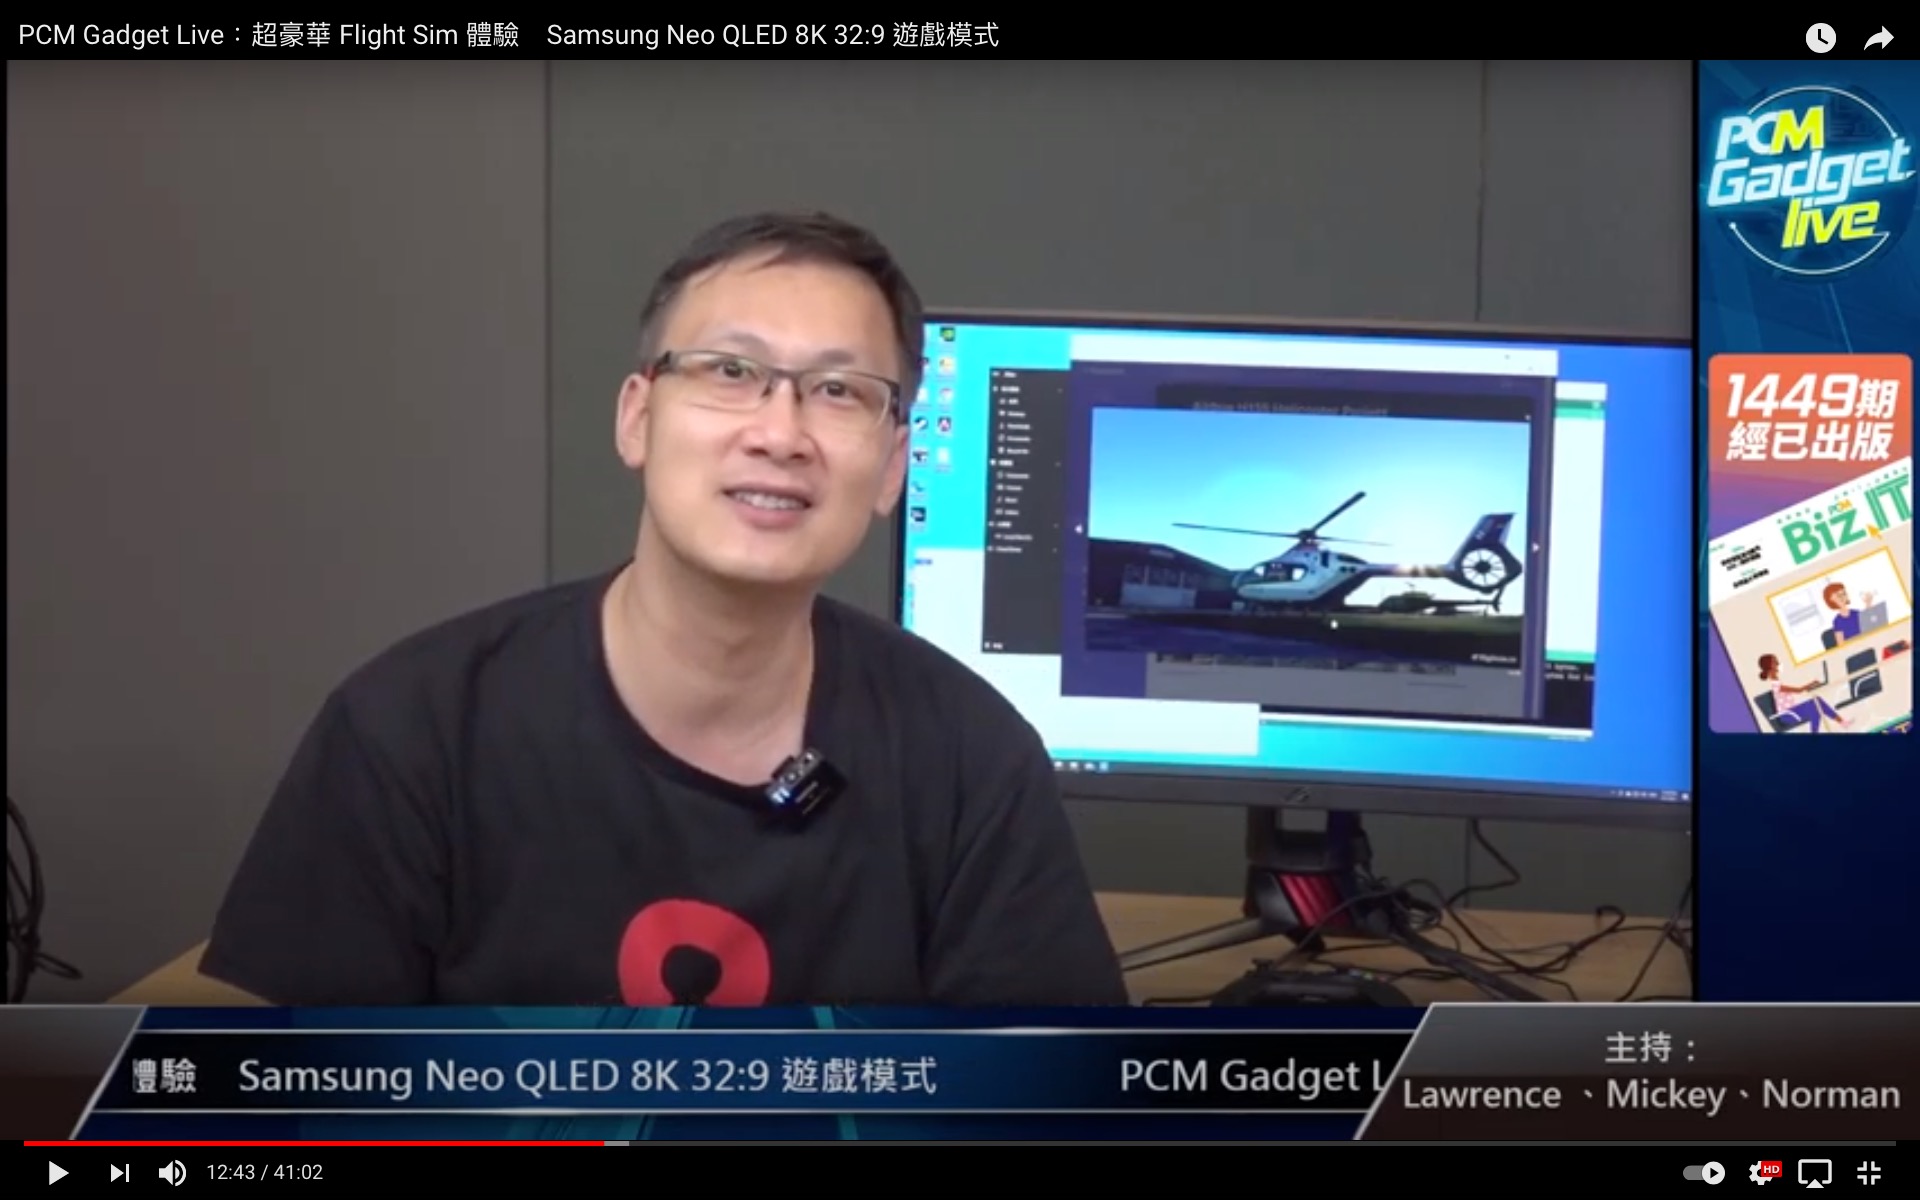 PCM Gadget Live：超豪華 Flight Sim 體驗 Samsung Neo QLED 8K 32:9 遊戲模式
PCM
Gadget
live
1449期
經已出版
PCM
Biz.IT
體驗 Samsung Neo QLED 8K 32:9 遊戲模式 PCM Gadget L
主持：
Lawrence、Mickey、Norman
12:43 / 41:02
HD